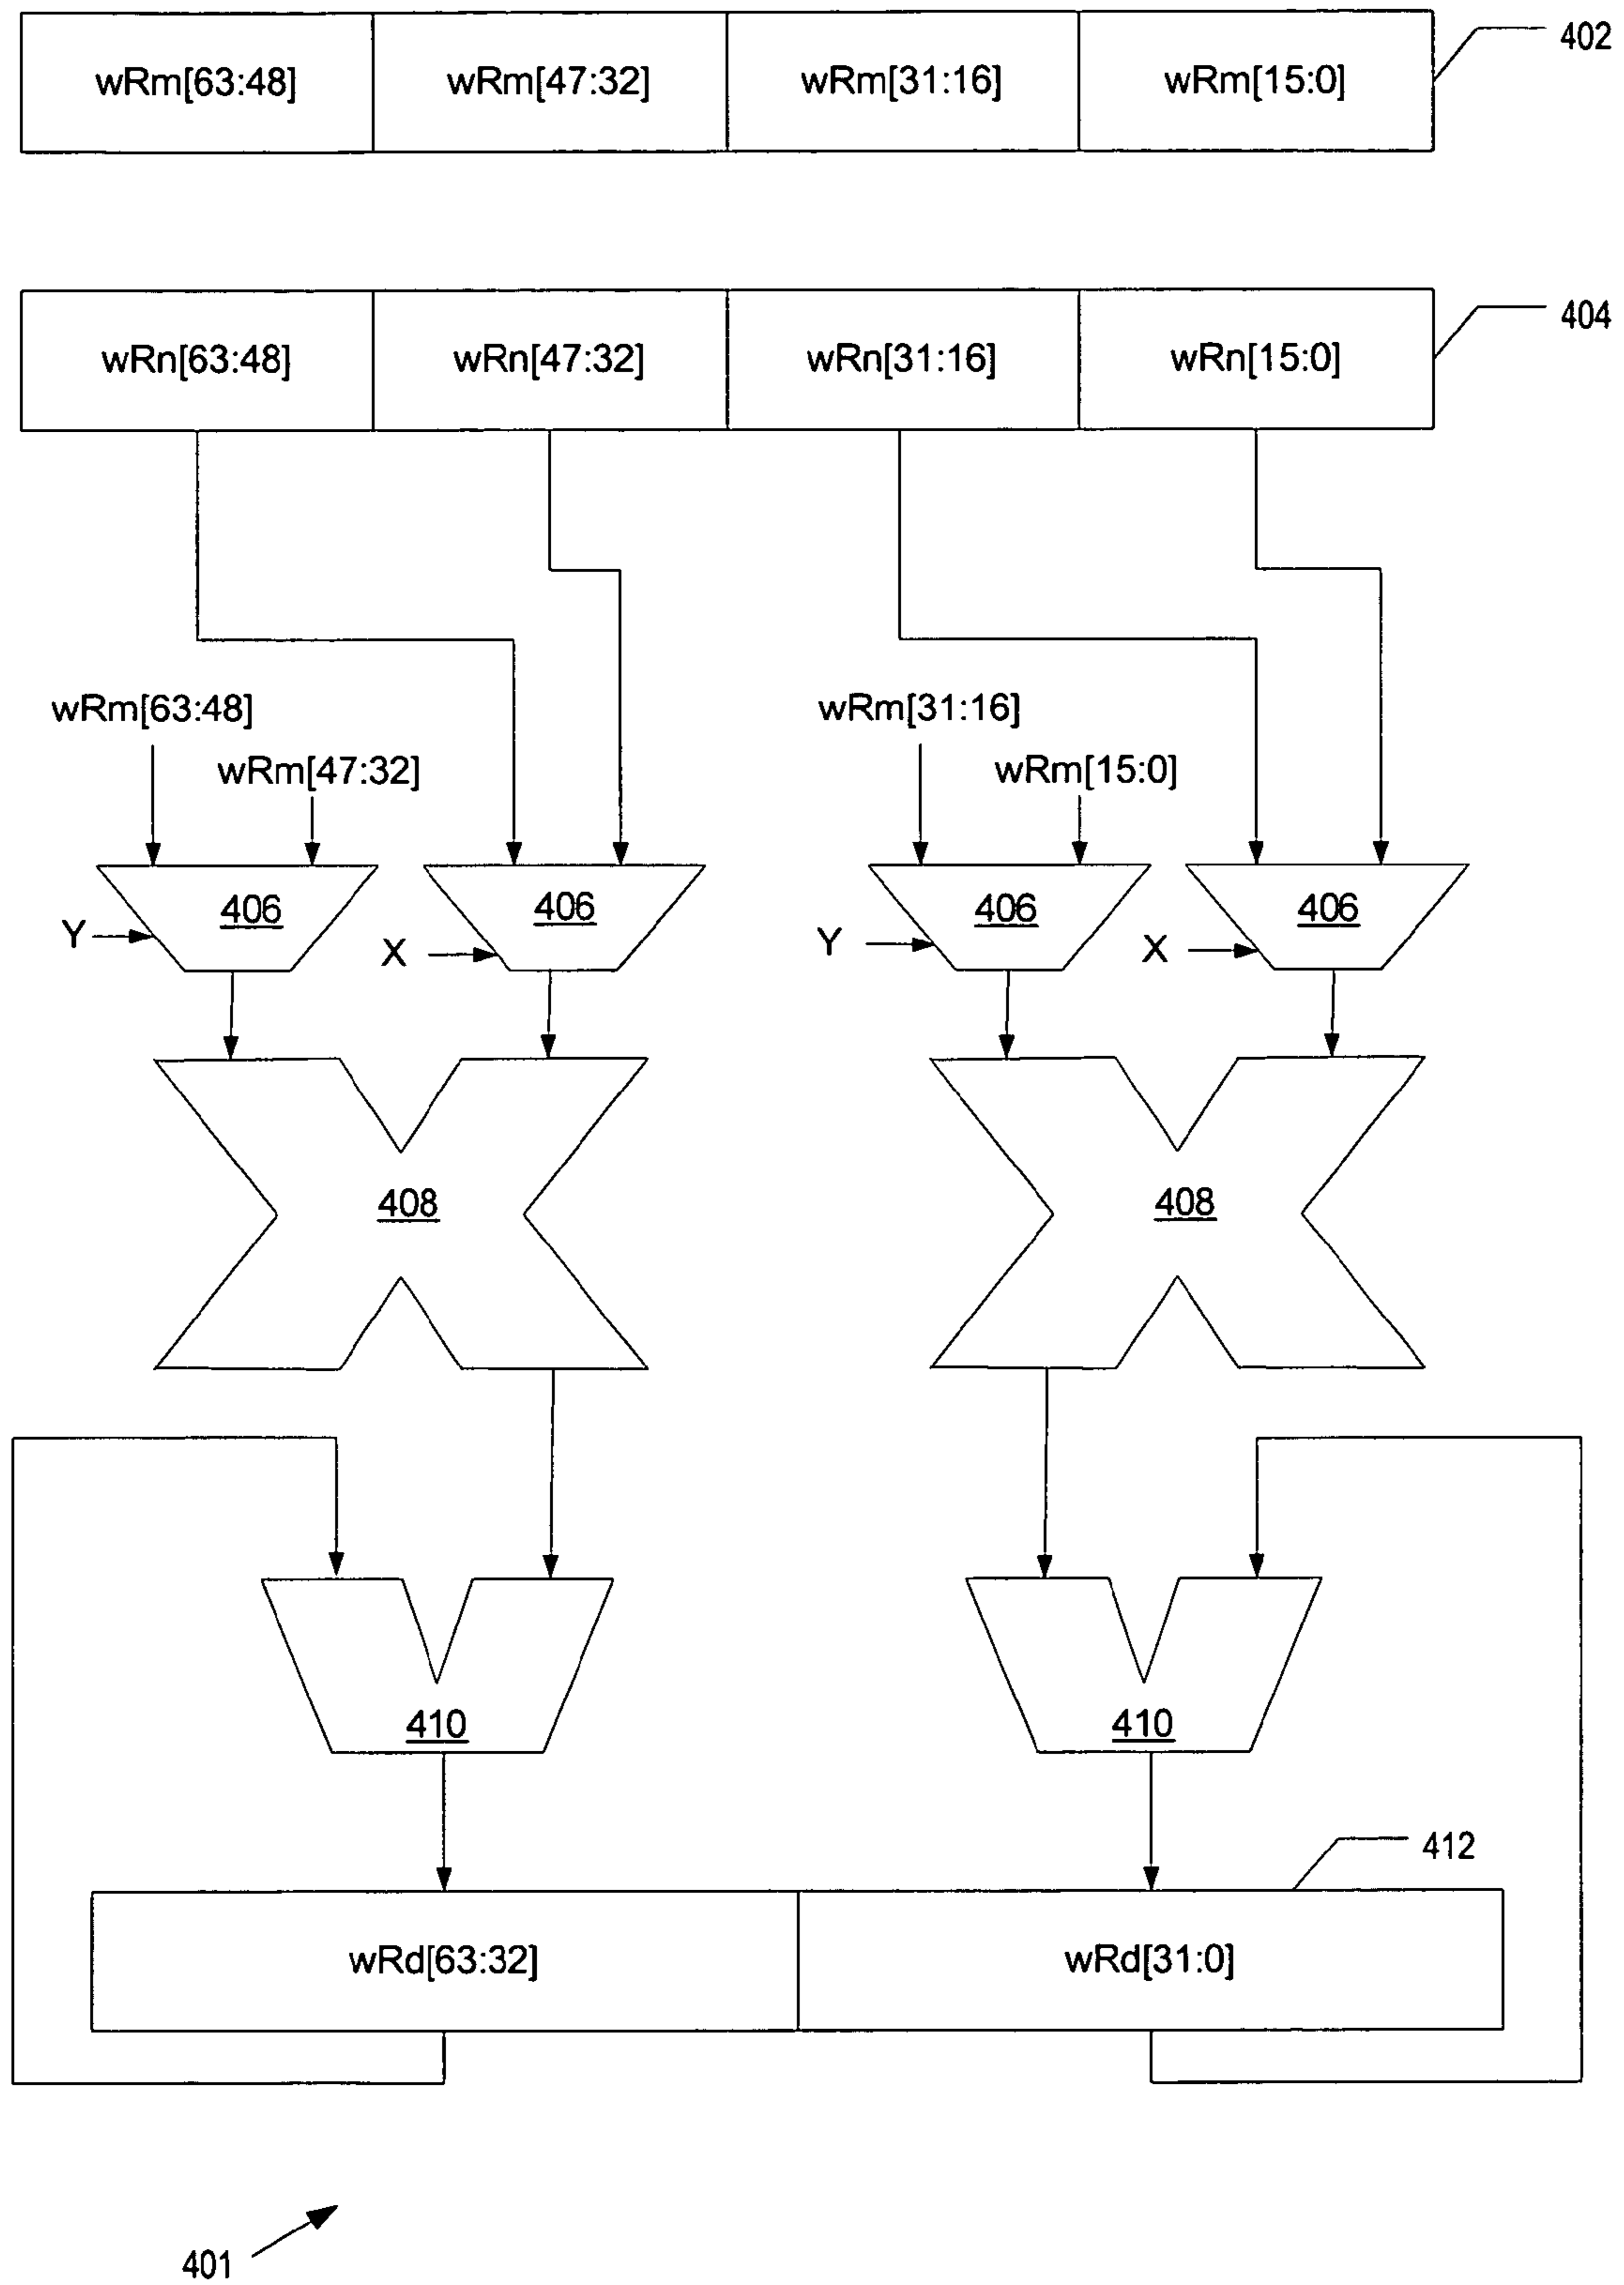 402
wRm[63:48] wRm[47:32] wRm[31:16] wRm[15:0]
404
wRn[63:48] wRn[47:32] wRn[31:16] wRn[15:0]
wRm[63:48] wRm[31:16]
wRm[47:32] wRm[15:0]
406 406 406 406
Y X Y X
408 408
410 410
412
wRd[63:32] wRd[31:0]
401